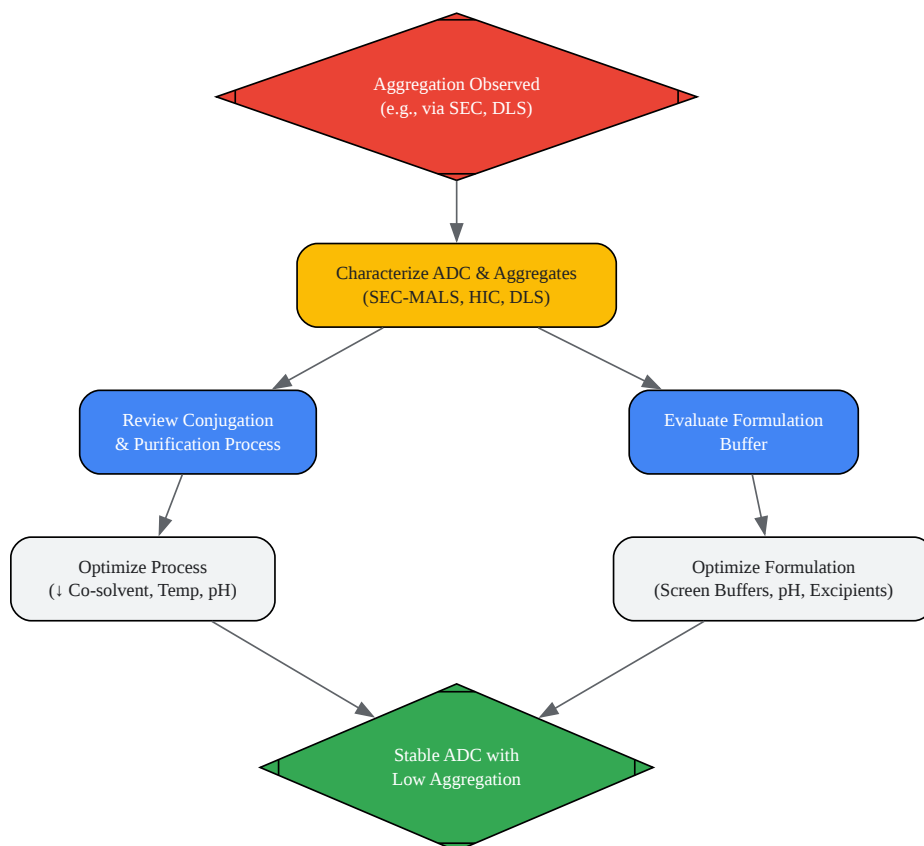 Aggregation Observed
(e.g., via SEC, DLS)
Characterize ADC & Aggregates
(SEC-MALS, HIC, DLS)
Review Conjugation
& Purification Process
Evaluate Formulation
Buffer
Optimize Process
(↓ Co-solvent, Temp, pH)
Optimize Formulation
(Screen Buffers, pH, Excipients)
Stable ADC with
Low Aggregation